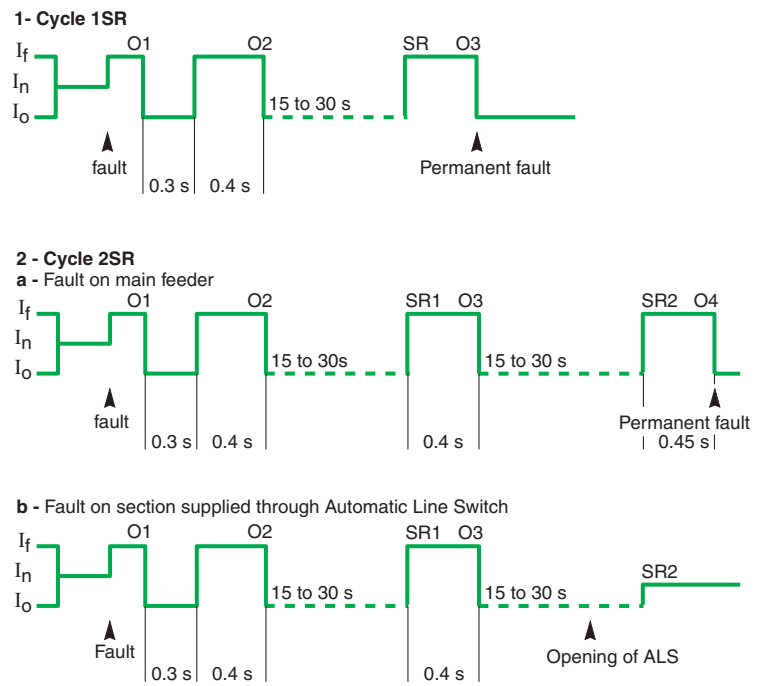 1- Cycle 1SR
O1 O2 SR O3
If
In
Io
15 to 30 s
fault Permanent fault
0.3 s 0.4 s
2 - Cycle 2SR
a - Fault on main feeder
O1 O2 SR1 O3 SR2 O4
If
In
Io
15 to 30s 15 to 30 s
fault Permanent fault
0.3 s 0.4 s 0.4 s 0.45 s
b - Fault on section supplied through Automatic Line Switch
O1 O2 SR1 O3
If
In
SR2
Io
15 to 30 s 15 to 30 s
Fault Opening of ALS
0.3 s 0.4 s 0.4 s